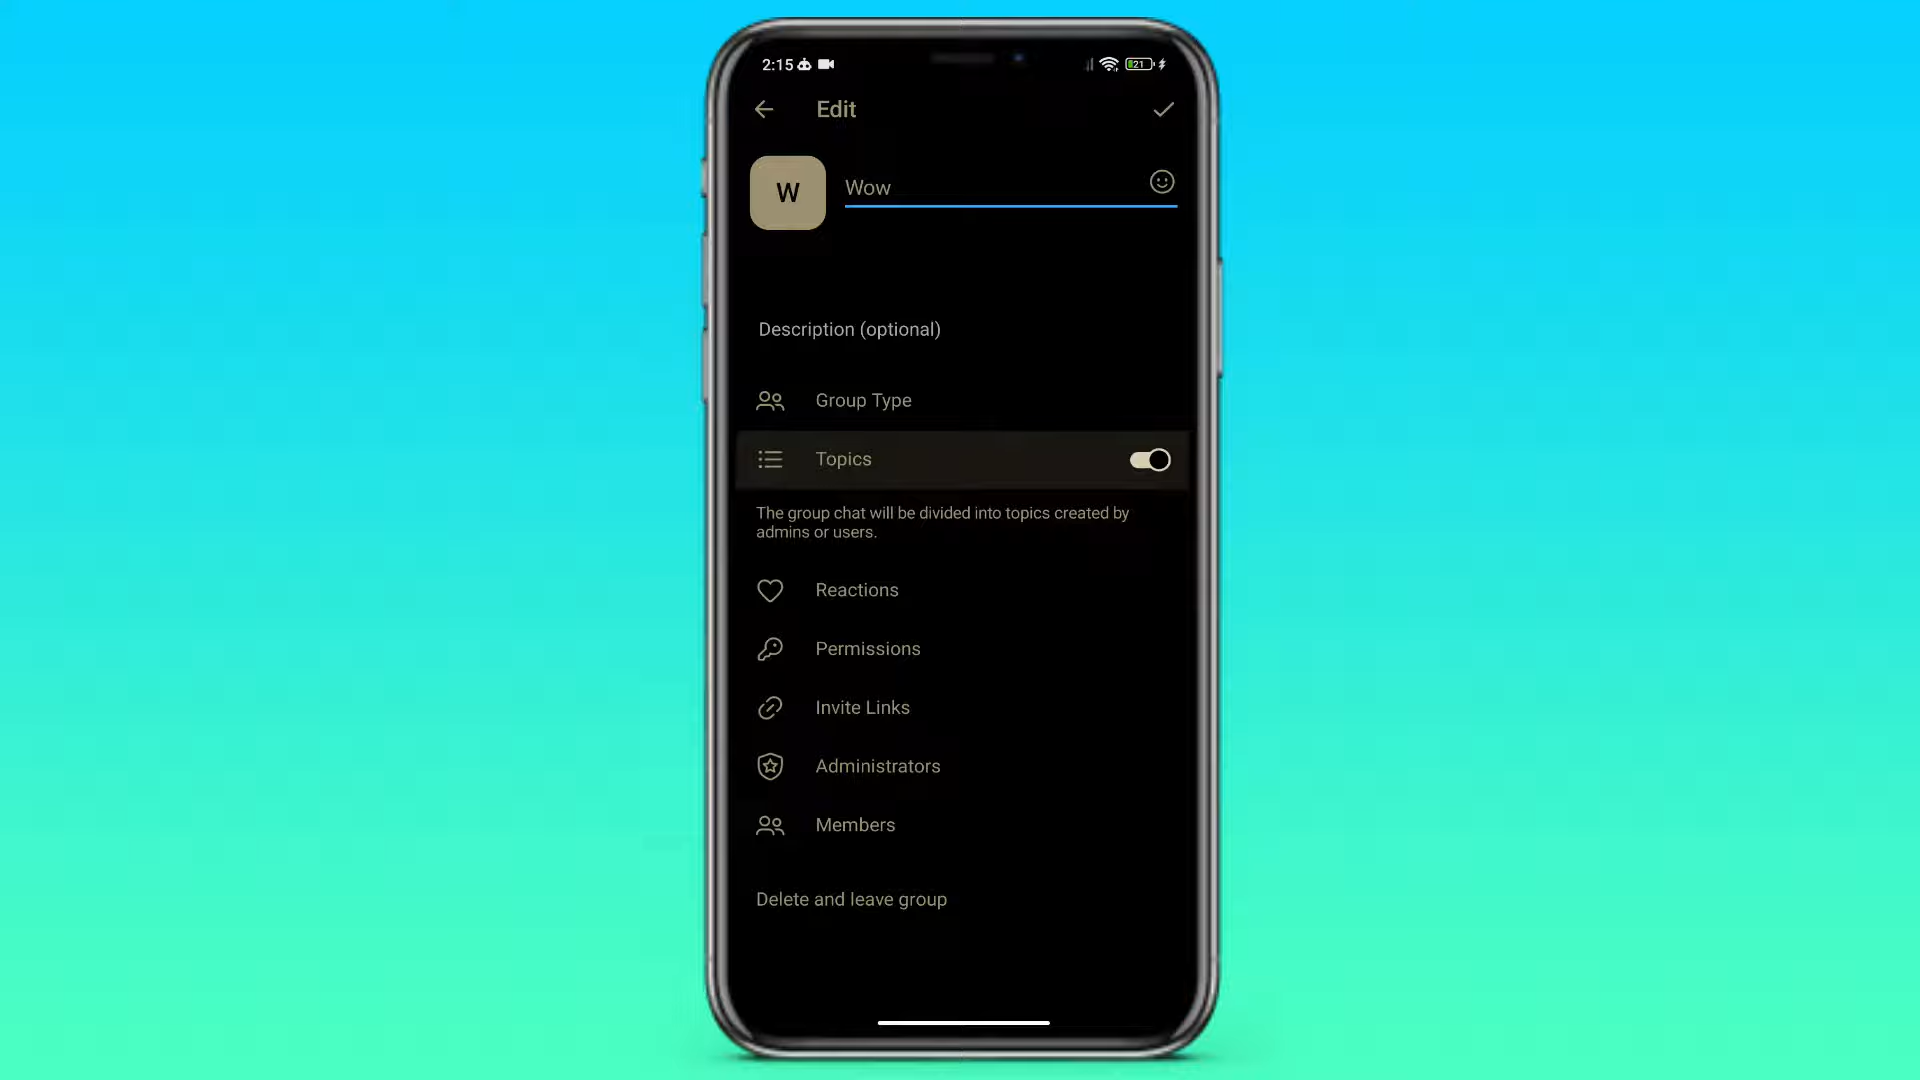 2:15
21
Edit
W
Wow
Description (optional)
Group Type
Topics
The group chat will be divided into topics created by
admins or users.
Reactions
Permissions
Invite Links
Administrators
Members
Delete and leave group